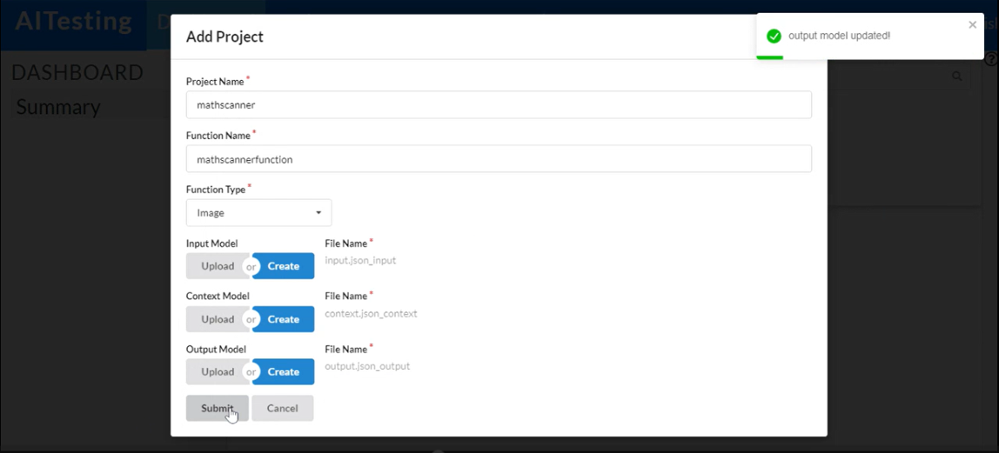 AITesting
D
DASHBOARD
Summary
Add Project
output model updated!
Project Name *
mathscanner
Function Name *
mathscannerfunction
Function Type *
Image
Input Model File Name *
Upload or Create input.json_input
Context Model File Name *
Upload or Create context.json_context
Output Model File Name *
Upload or Create output.json_output
Submit Cancel